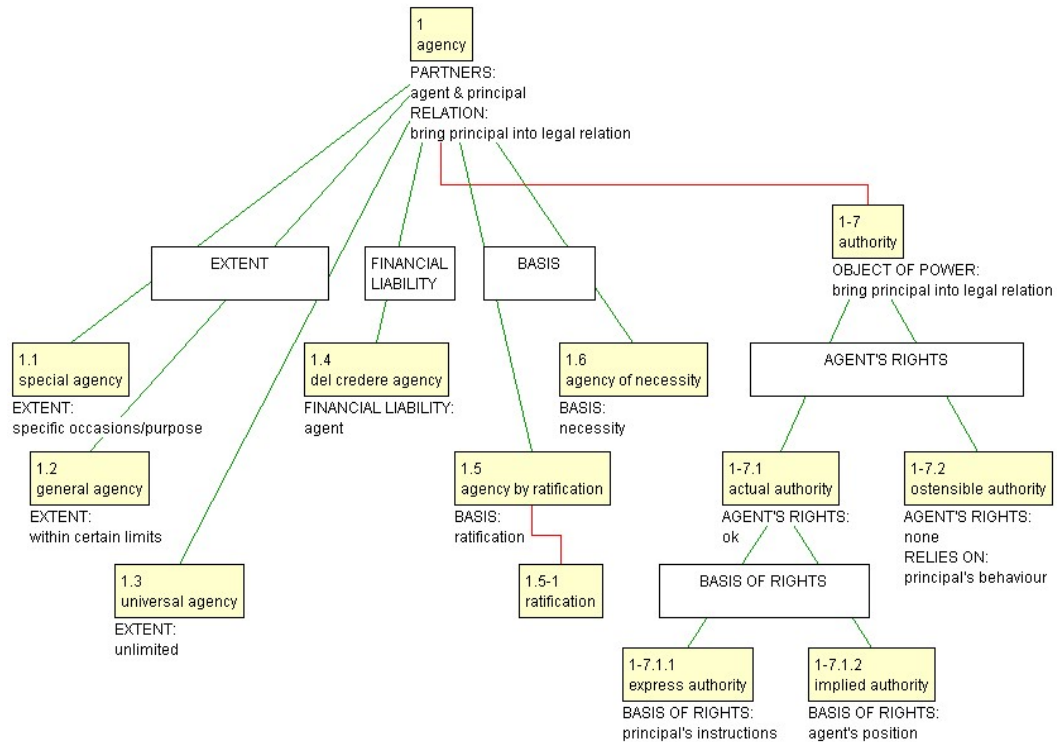 1
agency
PARTNERS:
agent & principal
RELATION:
bring principal into legal relation
1-7
authority
OBJECT OF POWER:
bring principal into legal relation
EXTENT
FINANCIAL
LIABILITY
BASIS
AGENT'S RIGHTS
1.1
special agency
EXTENT:
specific occasions/purpose
1.4
del credere agency
FINANCIAL LIABILITY:
agent
1.6
agency of necessity
BASIS:
necessity
1.2
general agency
EXTENT:
within certain limits
1.5
agency by ratification
BASIS:
ratification
1-7.1
actual authority
AGENT'S RIGHTS:
ok
1-7.2
ostensible authority
AGENT'S RIGHTS:
none
RELIES ON:
principal's behaviour
1.3
universal agency
EXTENT:
unlimited
1.5-1
ratification
BASIS OF RIGHTS
1-7.1.1
express authority
BASIS OF RIGHTS:
principal's instructions
1-7.1.2
implied authority
BASIS OF RIGHTS:
agent's position